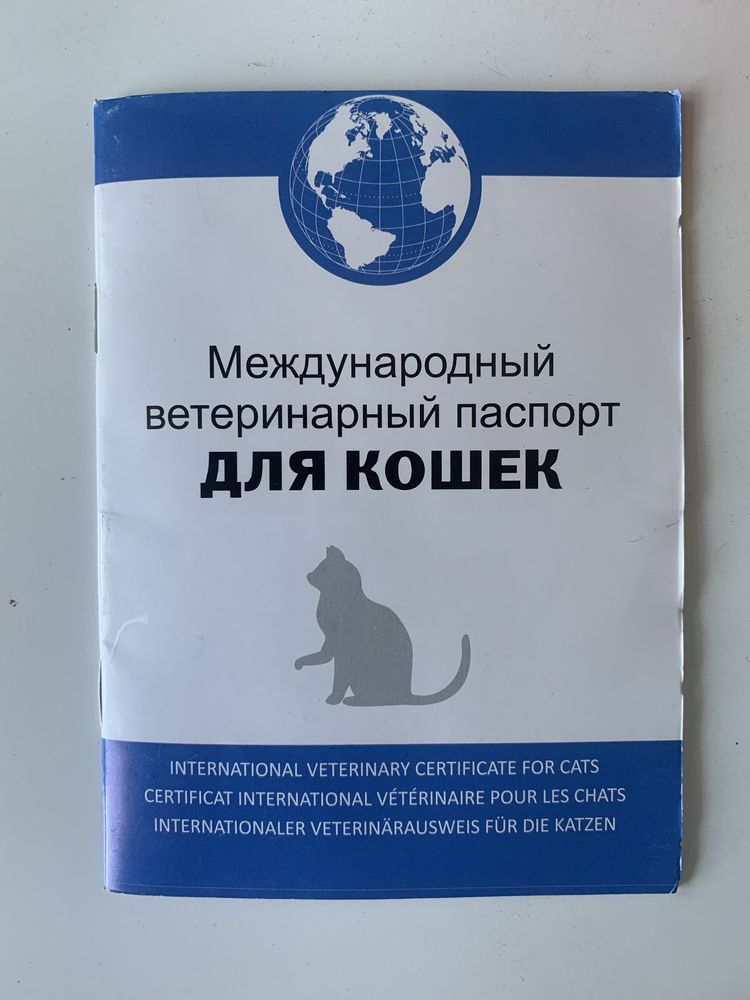 Международный
ветеринарный паспорт
ДЛЯ КОШЕК
INTERNATIONAL VETERINARY CERTIFICATE FOR CATS
CERTIFICAT INTERNATIONAL VÉTÉRINAIRE POUR LES CHATS
INTERNATIONALER VETERINÄRAUSWEIS FÜR DIE KATZEN